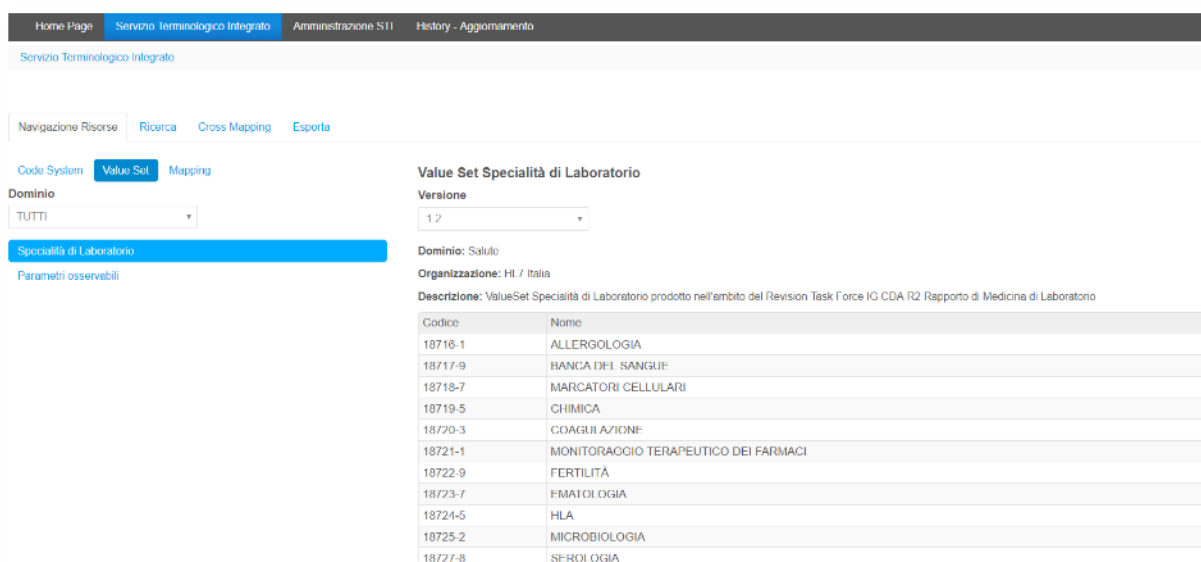 Home Page Servizio Terminologico Integrato Amministrazione STI History - Aggiornamento
Servizio Terminologico Integrato
Navigazione Risorse Ricerca Cross Mapping Esporta
Code System Value Set Mapping
Dominio
TUTTI
Specialità di Laboratorio
Parametri osservabili
Value Set Specialità di Laboratorio
Versione
1.2
Dominio: Salute
Organizzazione: HL7 Italia
Descrizione: ValueSet Specialità di Laboratorio prodotto nell'ambito del Revision Task Force IG CDA R2 Rapporto di Medicina di Laboratorio
Codice Nome
18716-1 ALLERGOLOGIA
18717-9 BANCA DEL SANGUE
18718-7 MARCATORI CELLULARI
18719-5 CHIMICA
18720-3 COAGULAZIONE
18721-1 MONITORAGGIO TERAPEUTICO DEI FARMACI
18722-9 FERTILITÀ
18723-7 EMATOLOGIA
18724-5 HLA
18725-2 MICROBIOLOGIA
18727-8 SEROLOGIA